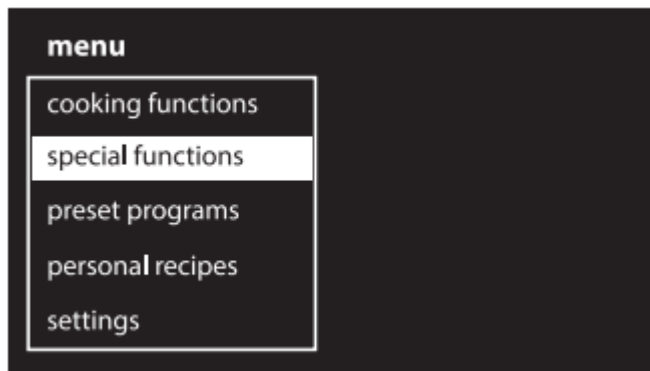 menu
cooking functions
special functions
preset programs
personal recipes
settings